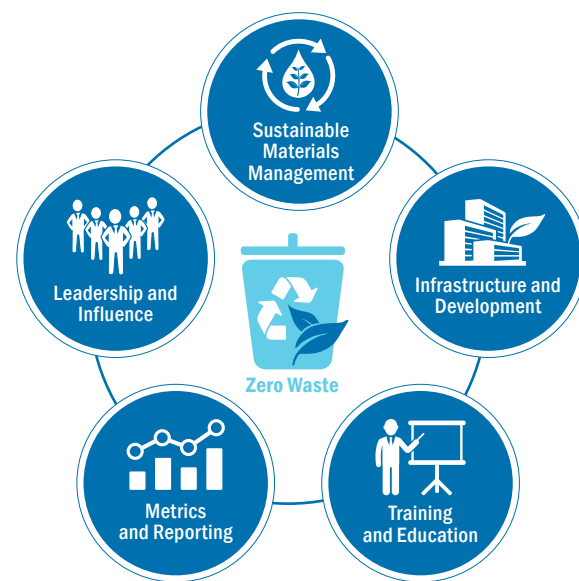 Sustainable
Materials
Management
Leadership and
Influence
Infrastructure and
Development
Zero Waste
Metrics
and Reporting
Training
and Education